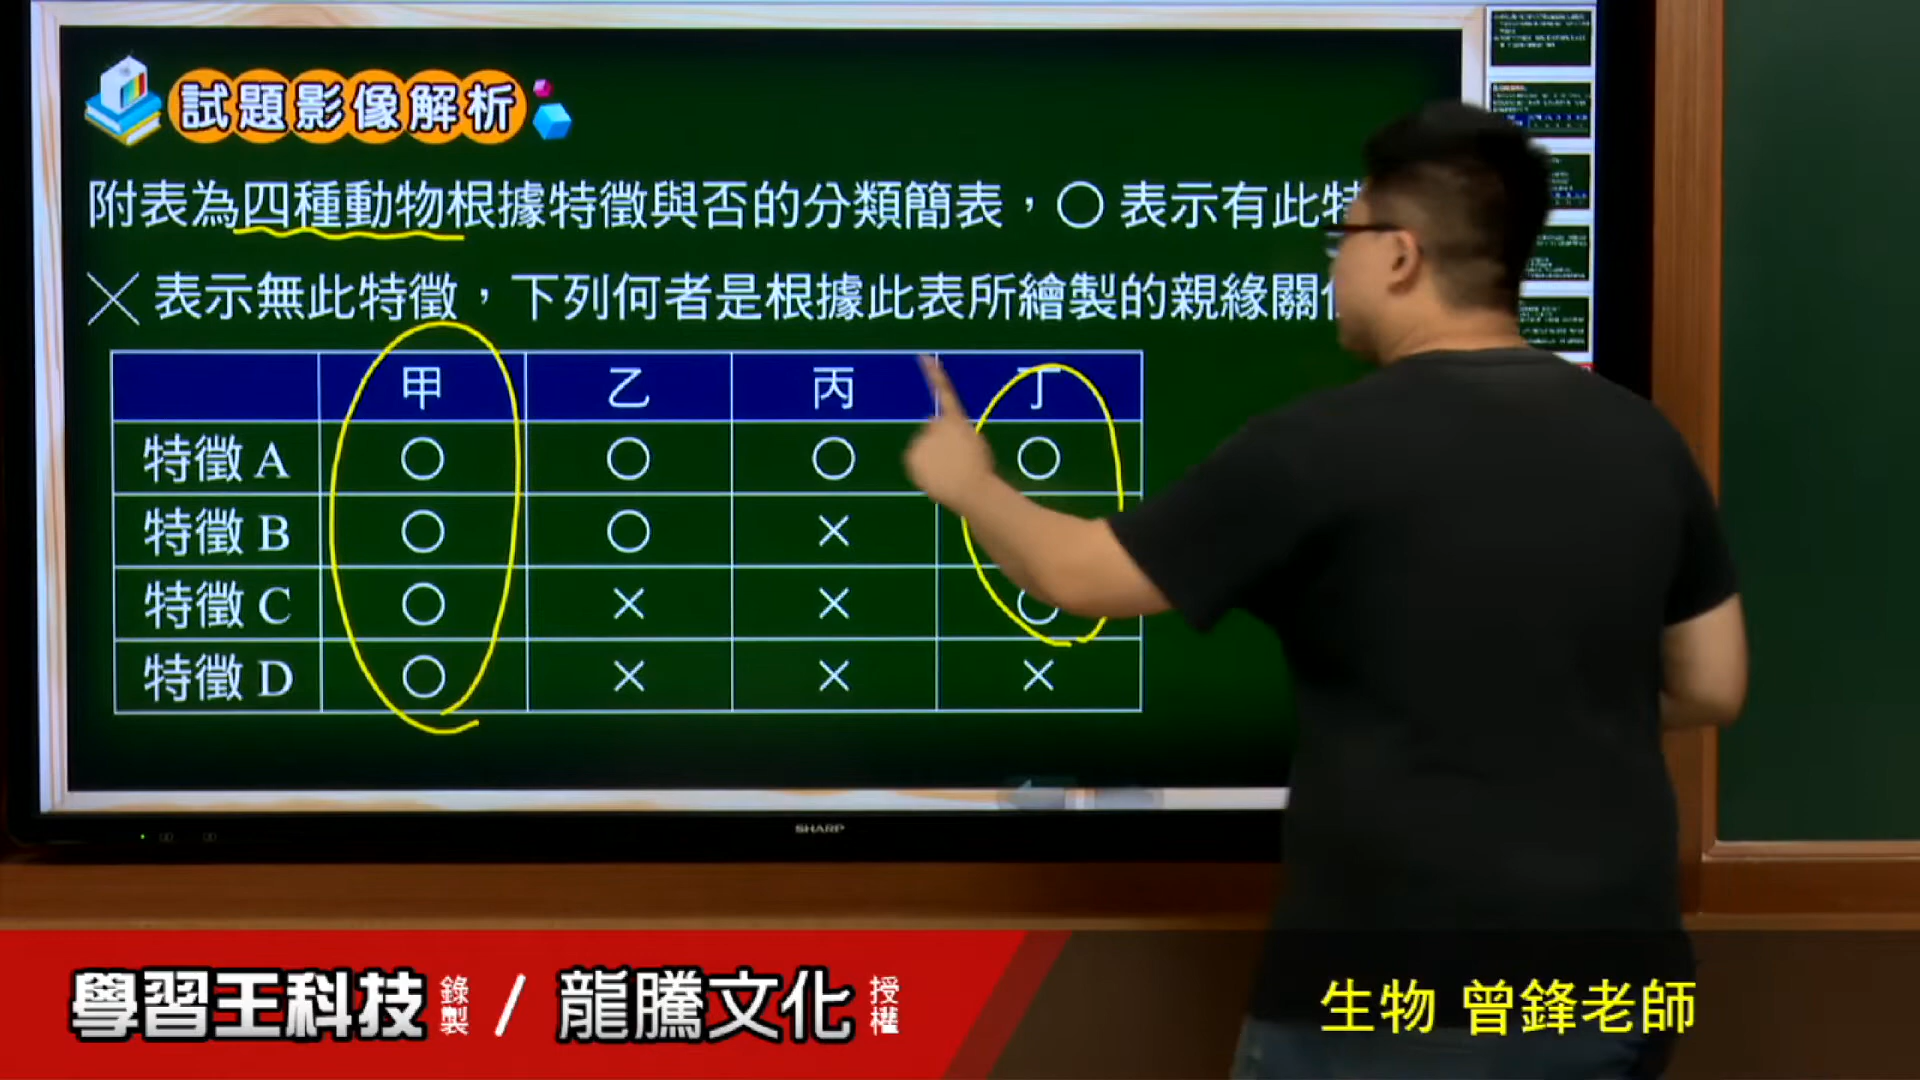 試題影像解析
附表為四種動物根據特徵與否的分類簡表，○ 表示有此特
╳ 表示無此特徵，下列何者是根據此表所繪製的親緣關
甲 乙 丙 丁
特徵 A ○ ○ ○ ○
特徵 B ○ ○ ×
特徵 C ○ × × ○
特徵 D ○ × × ×
SHARP
學習王科技 錄製 / 龍騰文化 授權
生物 曾鋒老師